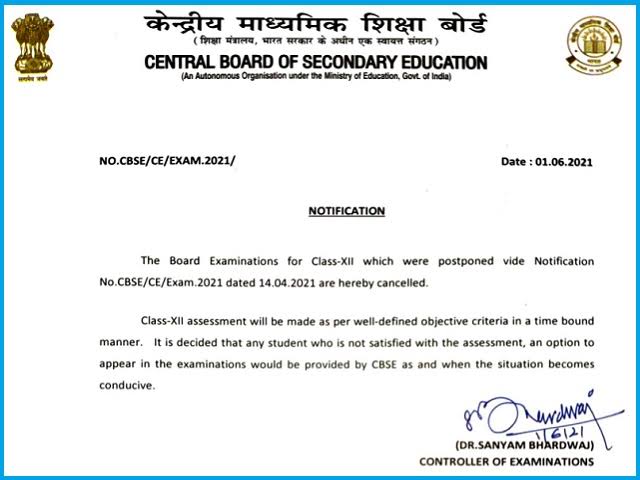 केन्द्रीय माध्यमिक शिक्षा बोर्ड
(शिक्षा मंत्रालय, भारत सरकार के अधीन एक स्वायत्त संगठन)
CENTRAL BOARD OF SECONDARY EDUCATION
(An Autonomous Organisation under the Ministry of Education, Govt. of India)
सत्यमेव जयते
भारत
NO.CBSE/CE/EXAM.2021/
Date : 01.06.2021
NOTIFICATION
The Board Examinations for Class-XII which were postponed vide Notification
No.CBSE/CE/Exam.2021 dated 14.04.2021 are hereby cancelled.
Class-XII assessment will be made as per well-defined objective criteria in a time bound
manner. It is decided that any student who is not satisfied with the assessment, an option to
appear in the examinations would be provided by CBSE as and when the situation becomes
conducive.
1/6/21
(DR.SANYAM BHARDWAJ)
CONTROLLER OF EXAMINATIONS